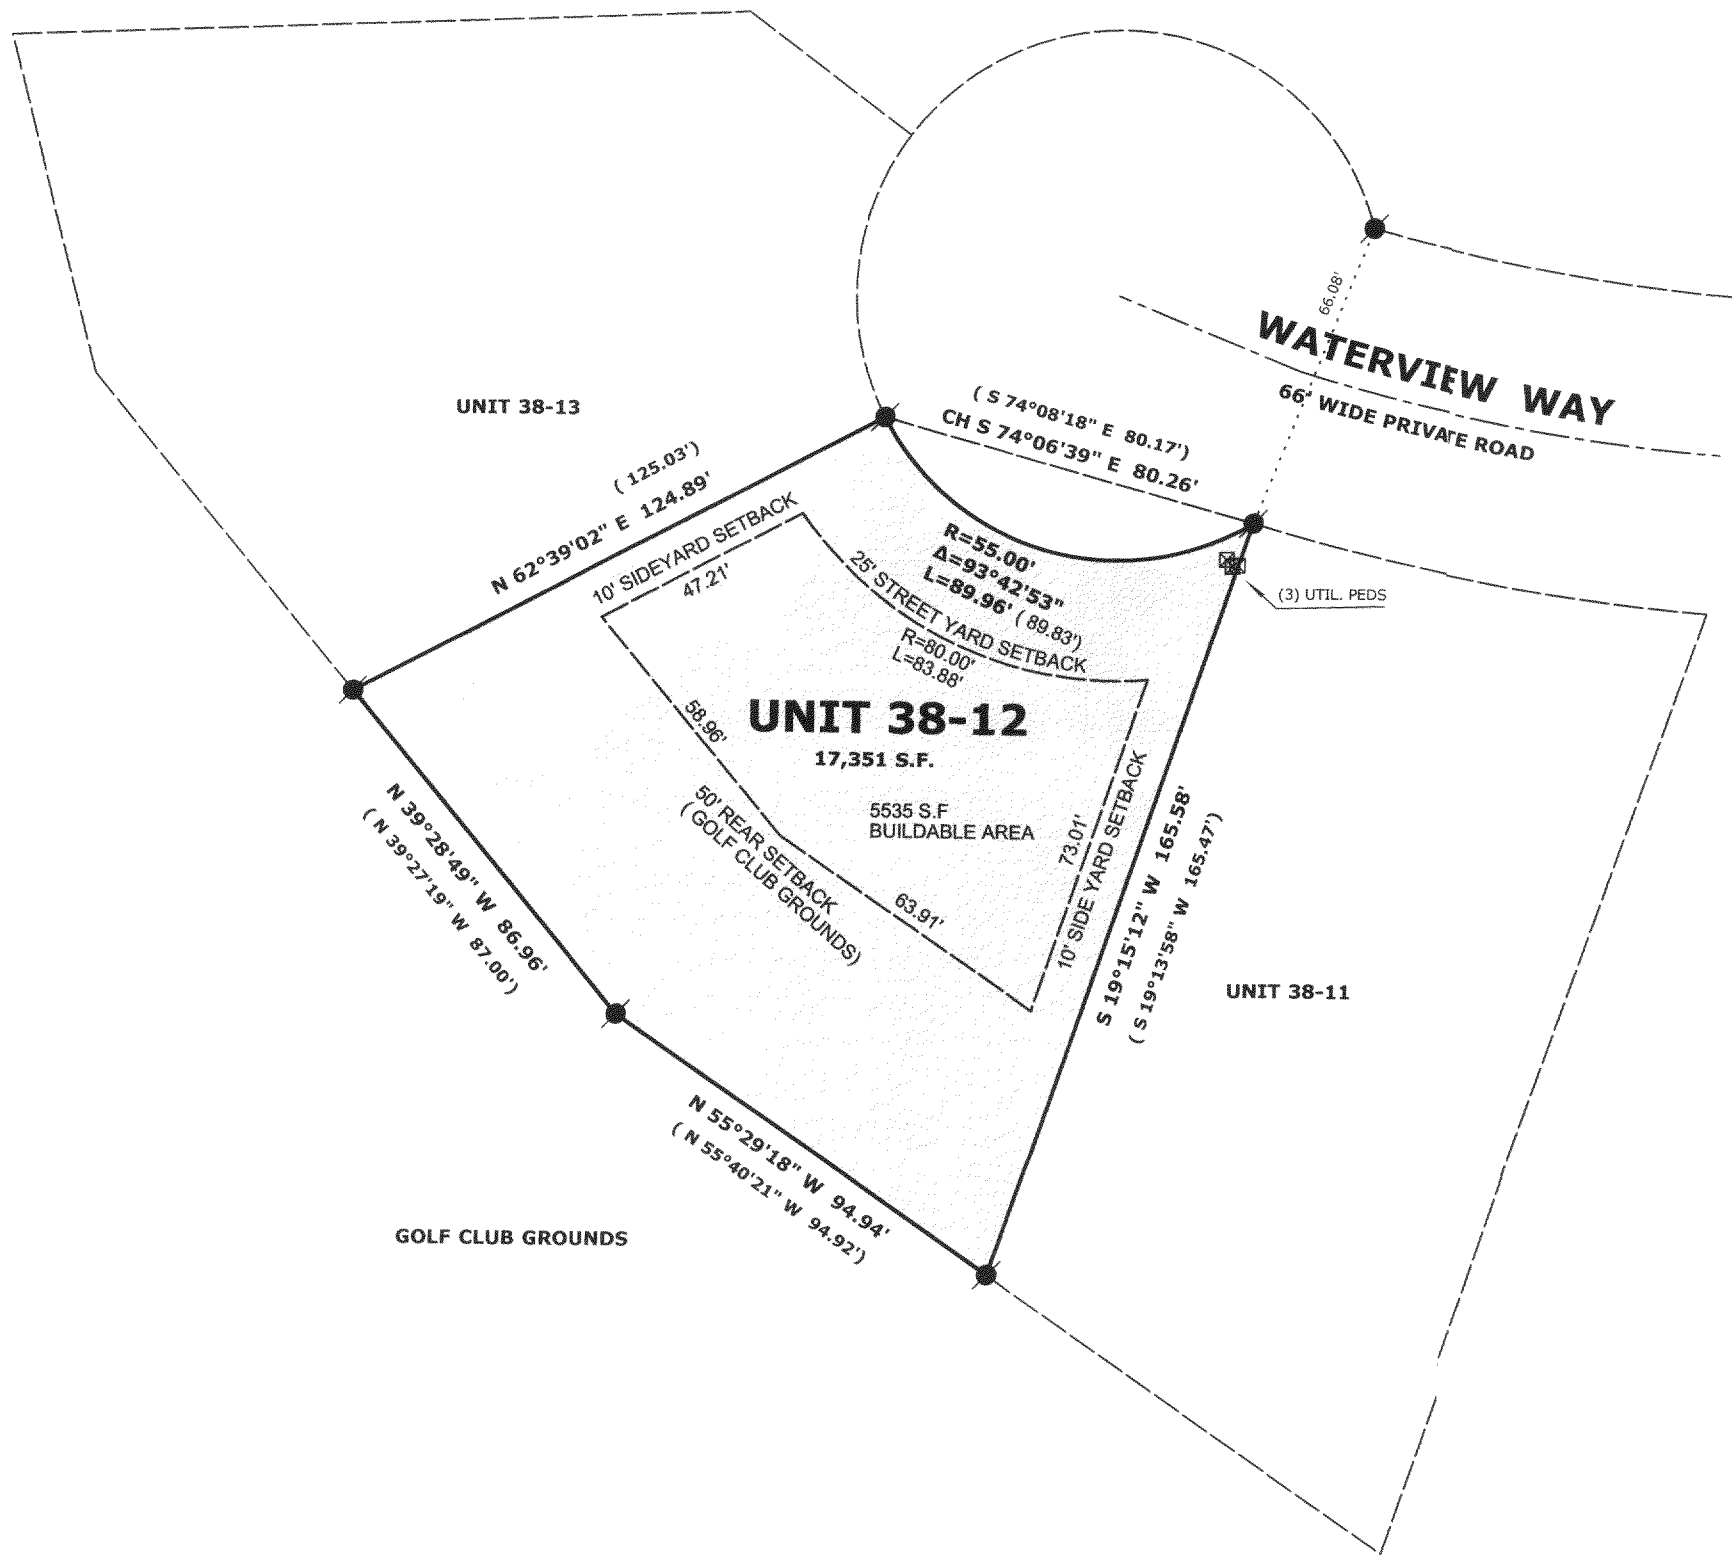 66.08'
WATERVIEW WAY
66' WIDE PRIVATE ROAD
UNIT 38-13
( S 74°08'18" E 80.17')
CH S 74°06'39" E 80.26'
( 125.03')
N 62°39'02" E 124.89'
10' SIDEYARD SETBACK
47.21'
R=55.00'
Δ=93°42'53"
L=89.96' ( 89.83')
25' STREET YARD SETBACK
R=80.00'
L=83.88'
(3) UTIL. PEDS
UNIT 38-12
17,351 S.F.
58.96'
5535 S.F
BUILDABLE AREA
50' REAR SETBACK
( GOLF CLUB GROUNDS)
63.91'
73.01'
10' SIDE YARD SETBACK
S 19°15'12" W 165.58'
( S 19°13'58" W 165.47')
N 39°28'49" W 86.96'
( N 39°27'19" W 87.00')
UNIT 38-11
N 55°29'18" W 94.94'
( N 55°40'21" W 94.92')
GOLF CLUB GROUNDS